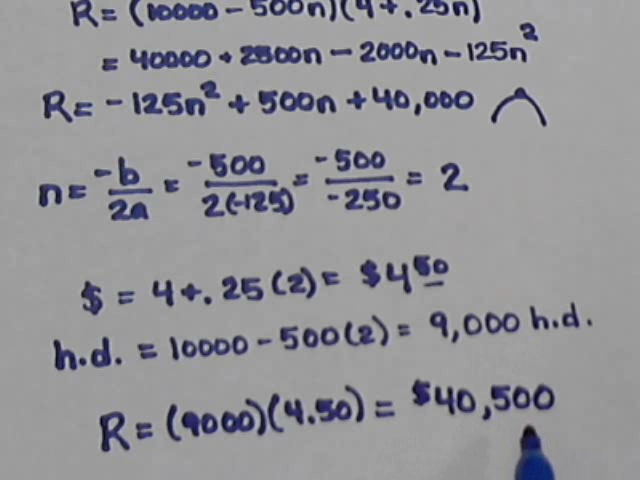 R = (10000 - 500n)(4 + .25n)
= 40000 + 2500n - 2000n - 125n²
R = -125n² + 500n + 40,000
n = -b/2a = -500/2(-125) = -500/-250 = 2
$ = 4 + .25(2) = $4⁵⁰
h.d. = 10000 - 500(2) = 9,000 h.d.
R = (9000)(4.50) = $40,500